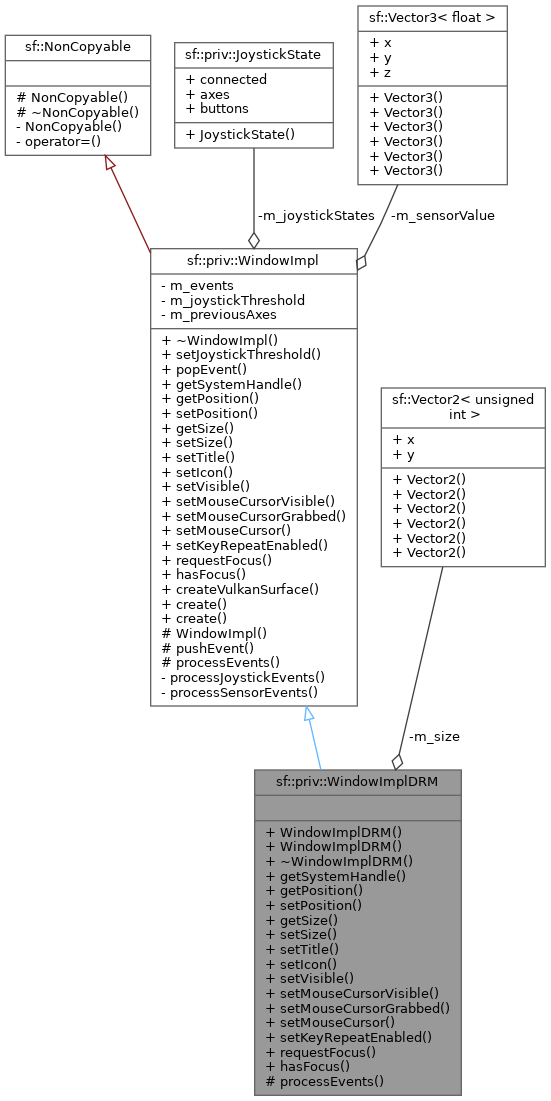 sf::NonCopyable
# NonCopyable()
# ~NonCopyable()
- NonCopyable()
- operator=()
sf::priv::JoystickState
+ connected
+ axes
+ buttons
+ JoystickState()
sf::Vector3< float >
+ x
+ y
+ z
+ Vector3()
+ Vector3()
+ Vector3()
+ Vector3()
+ Vector3()
+ Vector3()
-m_joystickStates
-m_sensorValue
sf::priv::WindowImpl
- m_events
- m_joystickThreshold
- m_previousAxes
+ ~WindowImpl()
+ setJoystickThreshold()
+ popEvent()
+ getSystemHandle()
+ getPosition()
+ setPosition()
+ getSize()
+ setSize()
+ setTitle()
+ setIcon()
+ setVisible()
+ setMouseCursorVisible()
+ setMouseCursorGrabbed()
+ setMouseCursor()
+ setKeyRepeatEnabled()
+ requestFocus()
+ hasFocus()
+ createVulkanSurface()
+ create()
+ create()
# WindowImpl()
# pushEvent()
# processEvents()
- processJoystickEvents()
- processSensorEvents()
sf::Vector2< unsigned
int >
+ x
+ y
+ Vector2()
+ Vector2()
+ Vector2()
+ Vector2()
+ Vector2()
+ Vector2()
-m_size
sf::priv::WindowImplDRM
+ WindowImplDRM()
+ WindowImplDRM()
+ ~WindowImplDRM()
+ getSystemHandle()
+ getPosition()
+ setPosition()
+ getSize()
+ setSize()
+ setTitle()
+ setIcon()
+ setVisible()
+ setMouseCursorVisible()
+ setMouseCursorGrabbed()
+ setMouseCursor()
+ setKeyRepeatEnabled()
+ requestFocus()
+ hasFocus()
# processEvents()